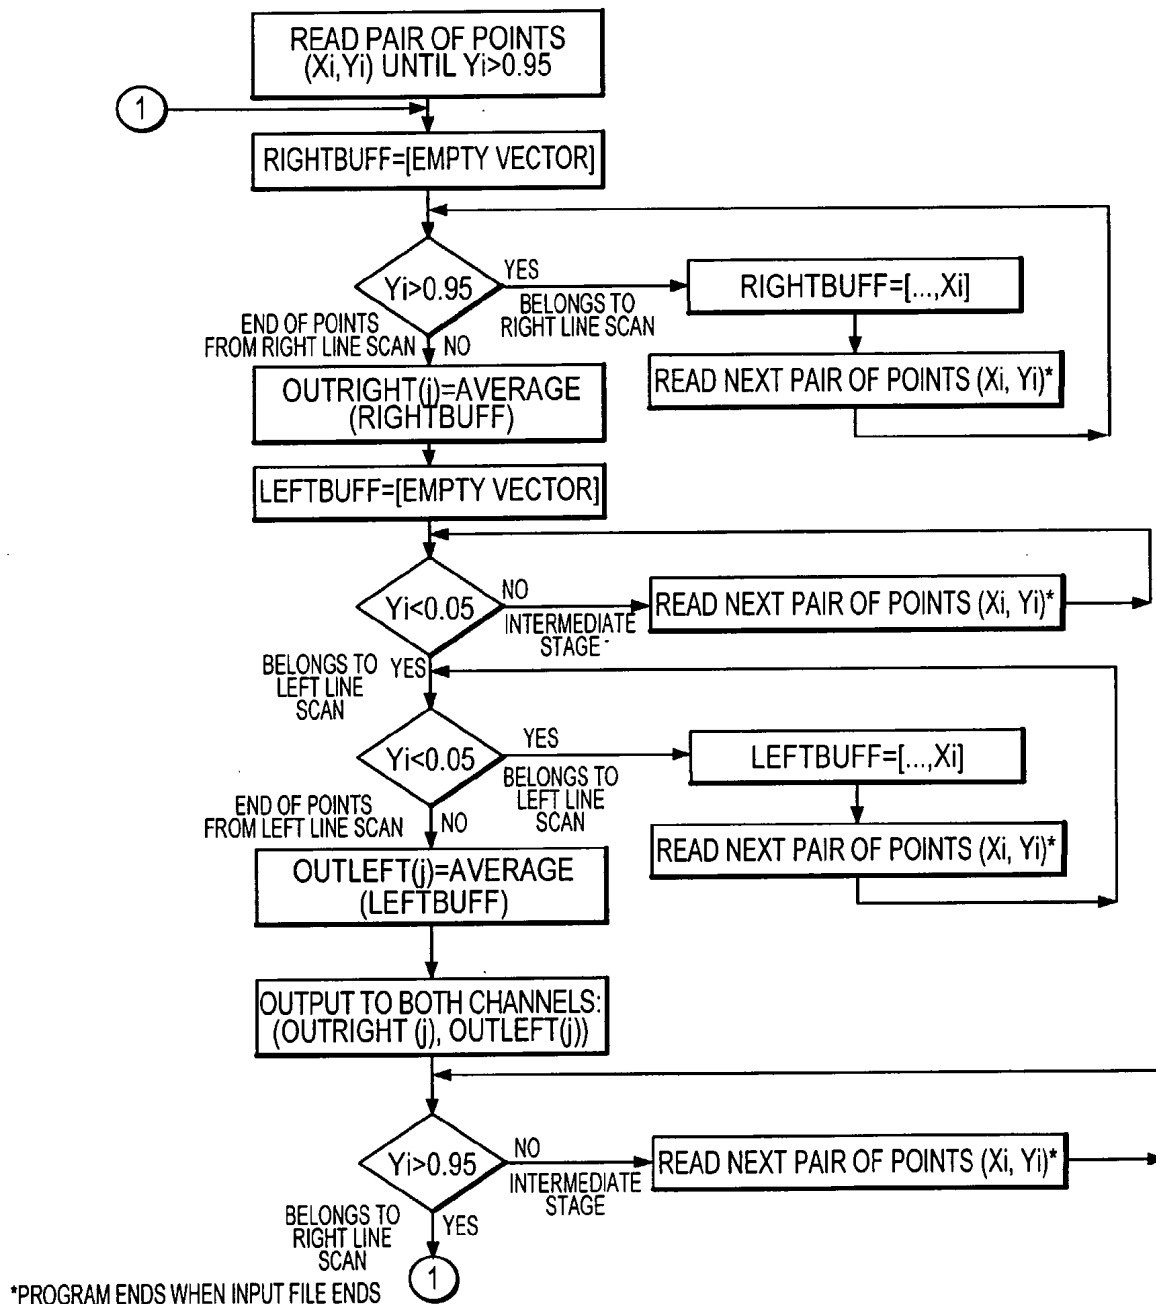 READ PAIR OF POINTS
(Xi,Yi) UNTIL Yi>0.95
1
RIGHTBUFF=[EMPTY VECTOR]
Yi>0.95
YES
BELONGS TO
RIGHT LINE SCAN
RIGHTBUFF=[...,Xi]
READ NEXT PAIR OF POINTS (Xi, Yi)*
END OF POINTS
FROM RIGHT LINE SCAN
NO
OUTRIGHT(j)=AVERAGE
(RIGHTBUFF)
LEFTBUFF=[EMPTY VECTOR]
Yi<0.05
NO
INTERMEDIATE
STAGE
READ NEXT PAIR OF POINTS (Xi, Yi)*
BELONGS TO
LEFT LINE
SCAN
YES
Yi<0.05
YES
BELONGS TO
LEFT LINE
SCAN
LEFTBUFF=[...,Xi]
READ NEXT PAIR OF POINTS (Xi, Yi)*
END OF POINTS
FROM LEFT LINE SCAN
NO
OUTLEFT(j)=AVERAGE
(LEFTBUFF)
OUTPUT TO BOTH CHANNELS:
(OUTRIGHT (j), OUTLEFT(j))
Yi>0.95
NO
INTERMEDIATE
STAGE
READ NEXT PAIR OF POINTS (Xi, Yi)*
BELONGS TO
RIGHT LINE
SCAN
YES
1
*PROGRAM ENDS WHEN INPUT FILE ENDS